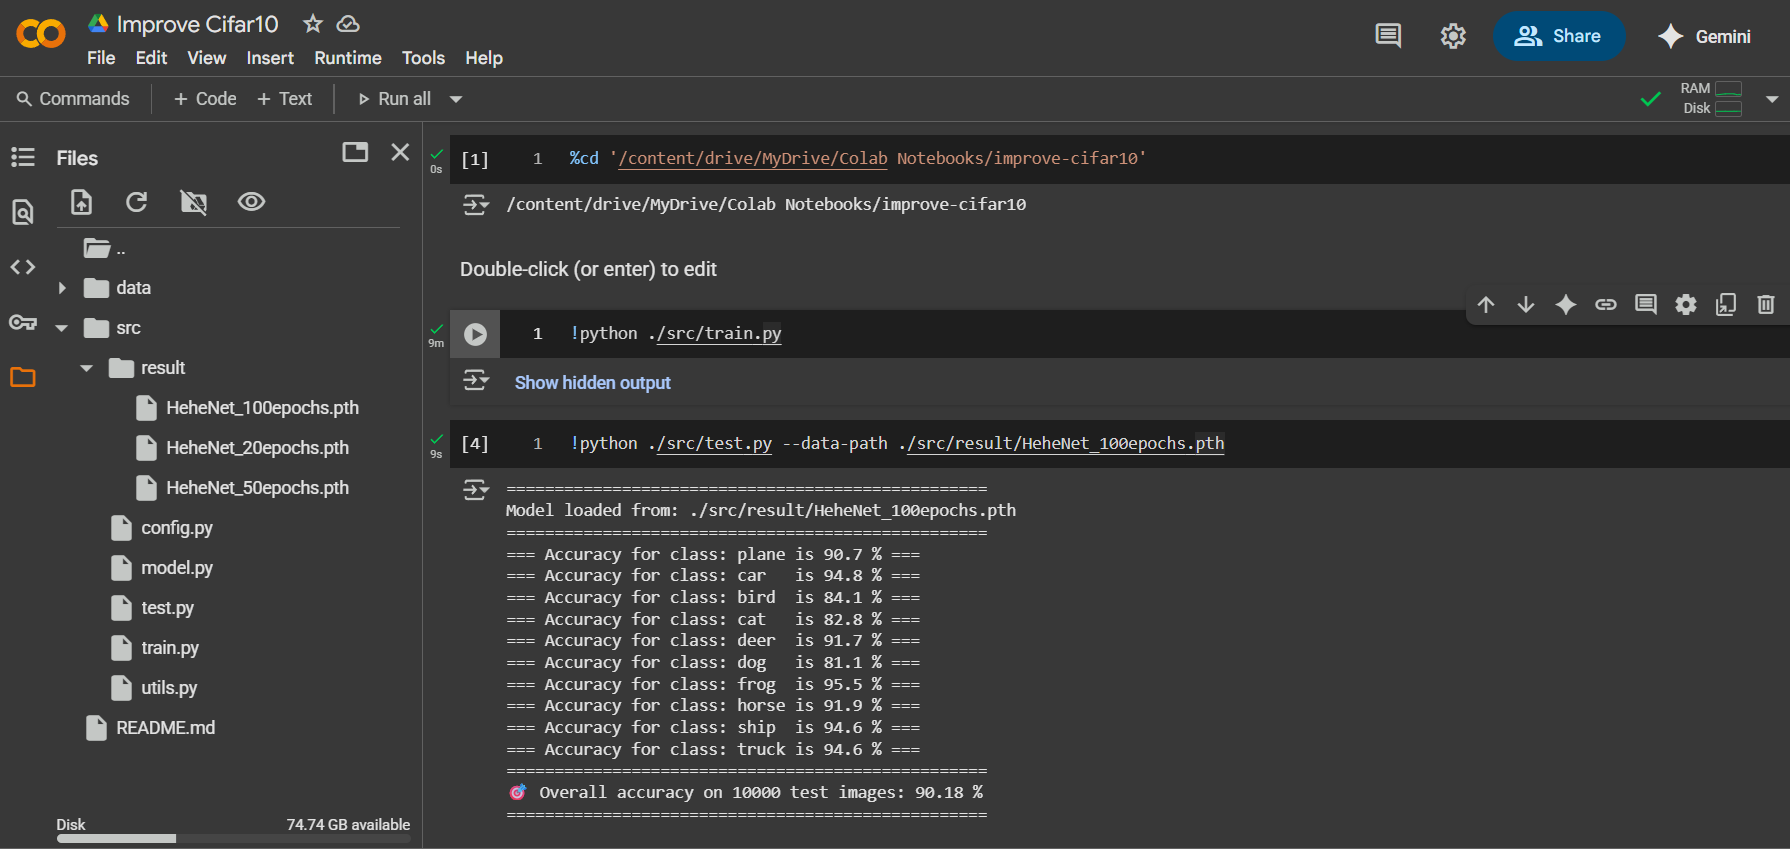 Improve Cifar10
File Edit View Insert Runtime Tools Help
Share
Gemini
Commands + Code + Text Run all
RAM
Disk
Files
..
data
src
result
HeheNet_100epochs.pth
HeheNet_20epochs.pth
HeheNet_50epochs.pth
config.py
model.py
test.py
train.py
utils.py
README.md
Disk 74.74 GB available
0s
[1] 1 %cd '/content/drive/MyDrive/Colab Notebooks/improve-cifar10'
/content/drive/MyDrive/Colab Notebooks/improve-cifar10
Double-click (or enter) to edit
9m
1 !python ./src/train.py
Show hidden output
9s
[4] 1 !python ./src/test.py --data-path ./src/result/HeheNet_100epochs.pth
==================================================
Model loaded from: ./src/result/HeheNet_100epochs.pth
==================================================
=== Accuracy for class: plane is 90.7 % ===
=== Accuracy for class: car   is 94.8 % ===
=== Accuracy for class: bird  is 84.1 % ===
=== Accuracy for class: cat   is 82.8 % ===
=== Accuracy for class: deer  is 91.7 % ===
=== Accuracy for class: dog   is 81.1 % ===
=== Accuracy for class: frog  is 95.5 % ===
=== Accuracy for class: horse is 91.9 % ===
=== Accuracy for class: ship  is 94.6 % ===
=== Accuracy for class: truck is 94.6 % ===
==================================================
🎯 Overall accuracy on 10000 test images: 90.18 %
==================================================